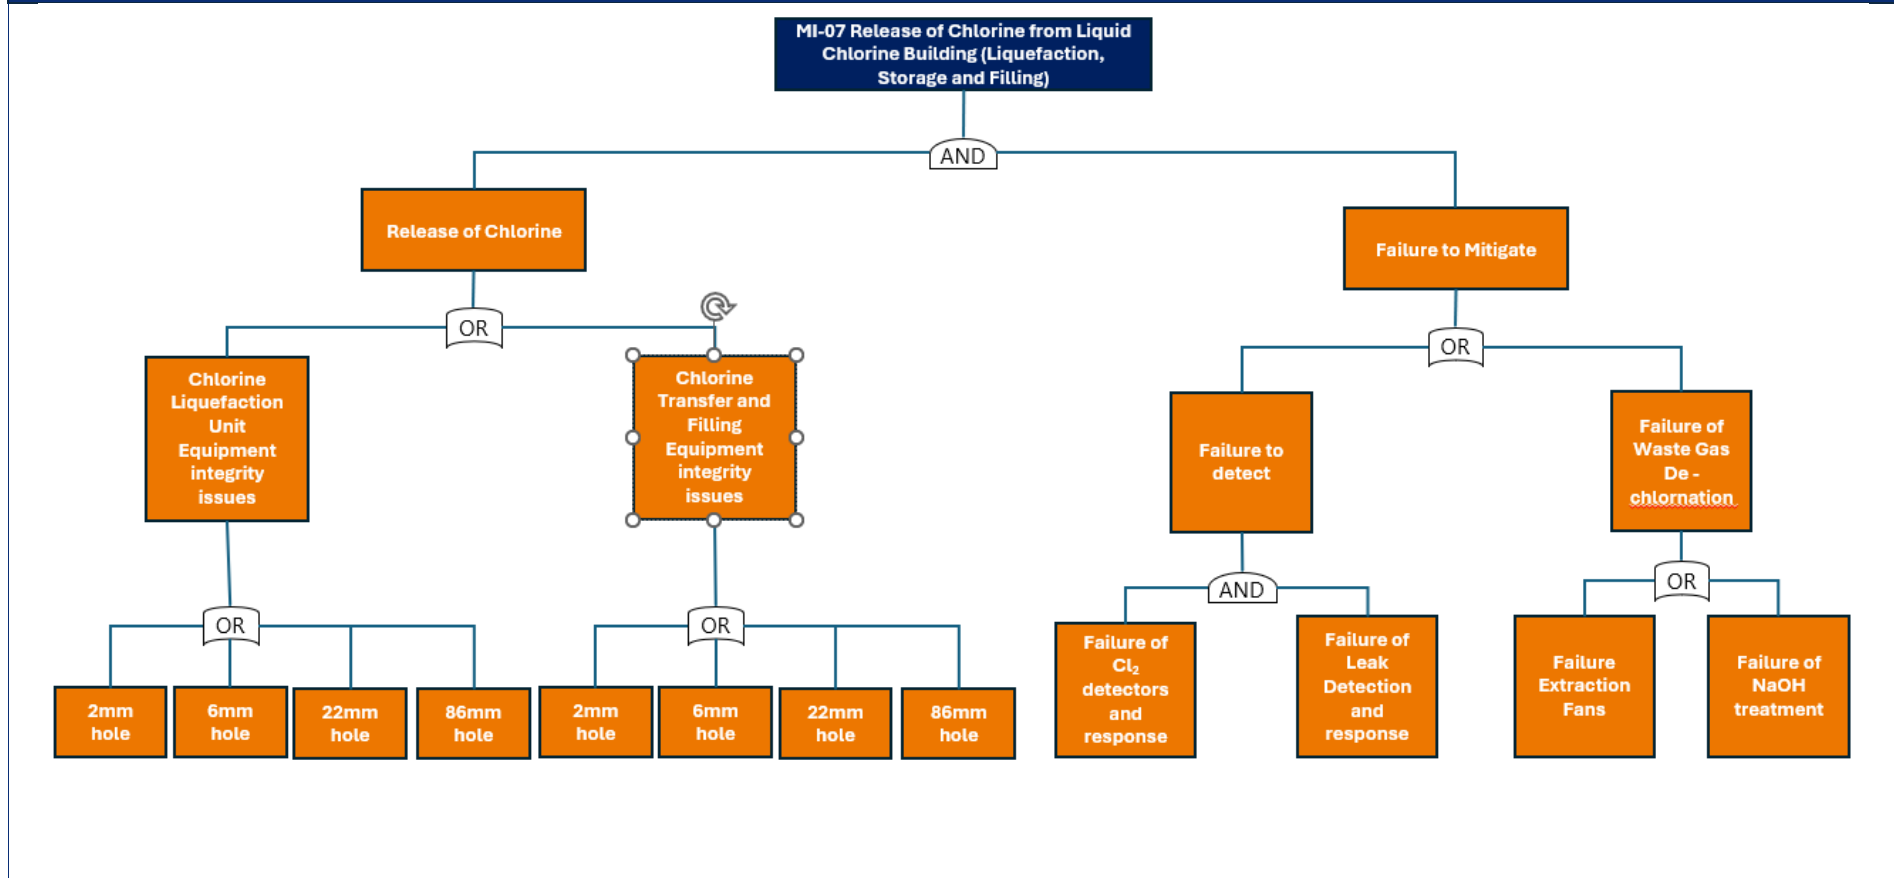 MI-07 Release of Chlorine from Liquid
Chlorine Building (Liquefaction,
Storage and Filling)
AND
Release of Chlorine
Failure to Mitigate
OR
OR
Chlorine
Liquefaction
Unit
Equipment
integrity
issues
Chlorine
Transfer and
Filling
Equipment
integrity
issues
Failure to
detect
Failure of
Waste Gas
De -
chlornation
OR
OR
AND
OR
2mm
hole
6mm
hole
22mm
hole
86mm
hole
2mm
hole
6mm
hole
22mm
hole
86mm
hole
Failure of
Cl₂
detectors
and
response
Failure of
Leak
Detection
and
response
Failure
Extraction
Fans
Failure of
NaOH
treatment